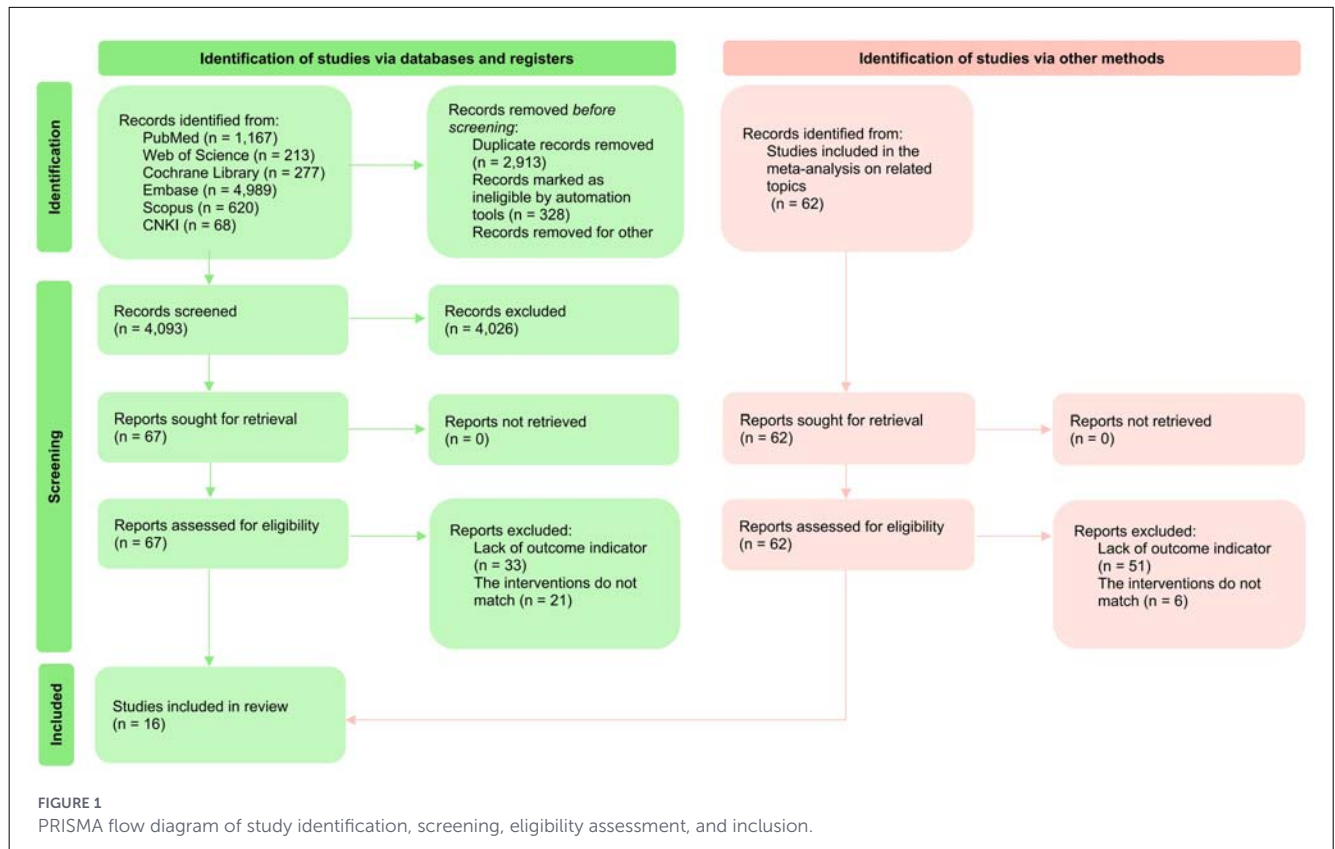 Identification of studies via databases and registers
Identification of studies via other methods
Identification
Records identified from:
PubMed (n = 1,167)
Web of Science (n = 213)
Cochrane Library (n = 277)
Embase (n = 4,989)
Scopus (n = 620)
CNKI (n = 68)
Records removed before
screening:
Duplicate records removed
(n = 2,913)
Records marked as
ineligible by automation
tools (n = 328)
Records removed for other
Records identified from:
Studies included in the
meta-analysis on related
topics
(n = 62)
Screening
Records screened
(n = 4,093)
Records excluded
(n = 4,026)
Reports sought for retrieval
(n = 67)
Reports not retrieved
(n = 0)
Reports sought for retrieval
(n = 62)
Reports not retrieved
(n = 0)
Reports assessed for eligibility
(n = 67)
Reports excluded:
Lack of outcome indicator
(n = 33)
The interventions do not
match (n = 21)
Reports assessed for eligibility
(n = 62)
Reports excluded:
Lack of outcome indicator
(n = 51)
The interventions do not
match (n = 6)
Included
Studies included in review
(n = 16)
FIGURE 1
PRISMA flow diagram of study identification, screening, eligibility assessment, and inclusion.